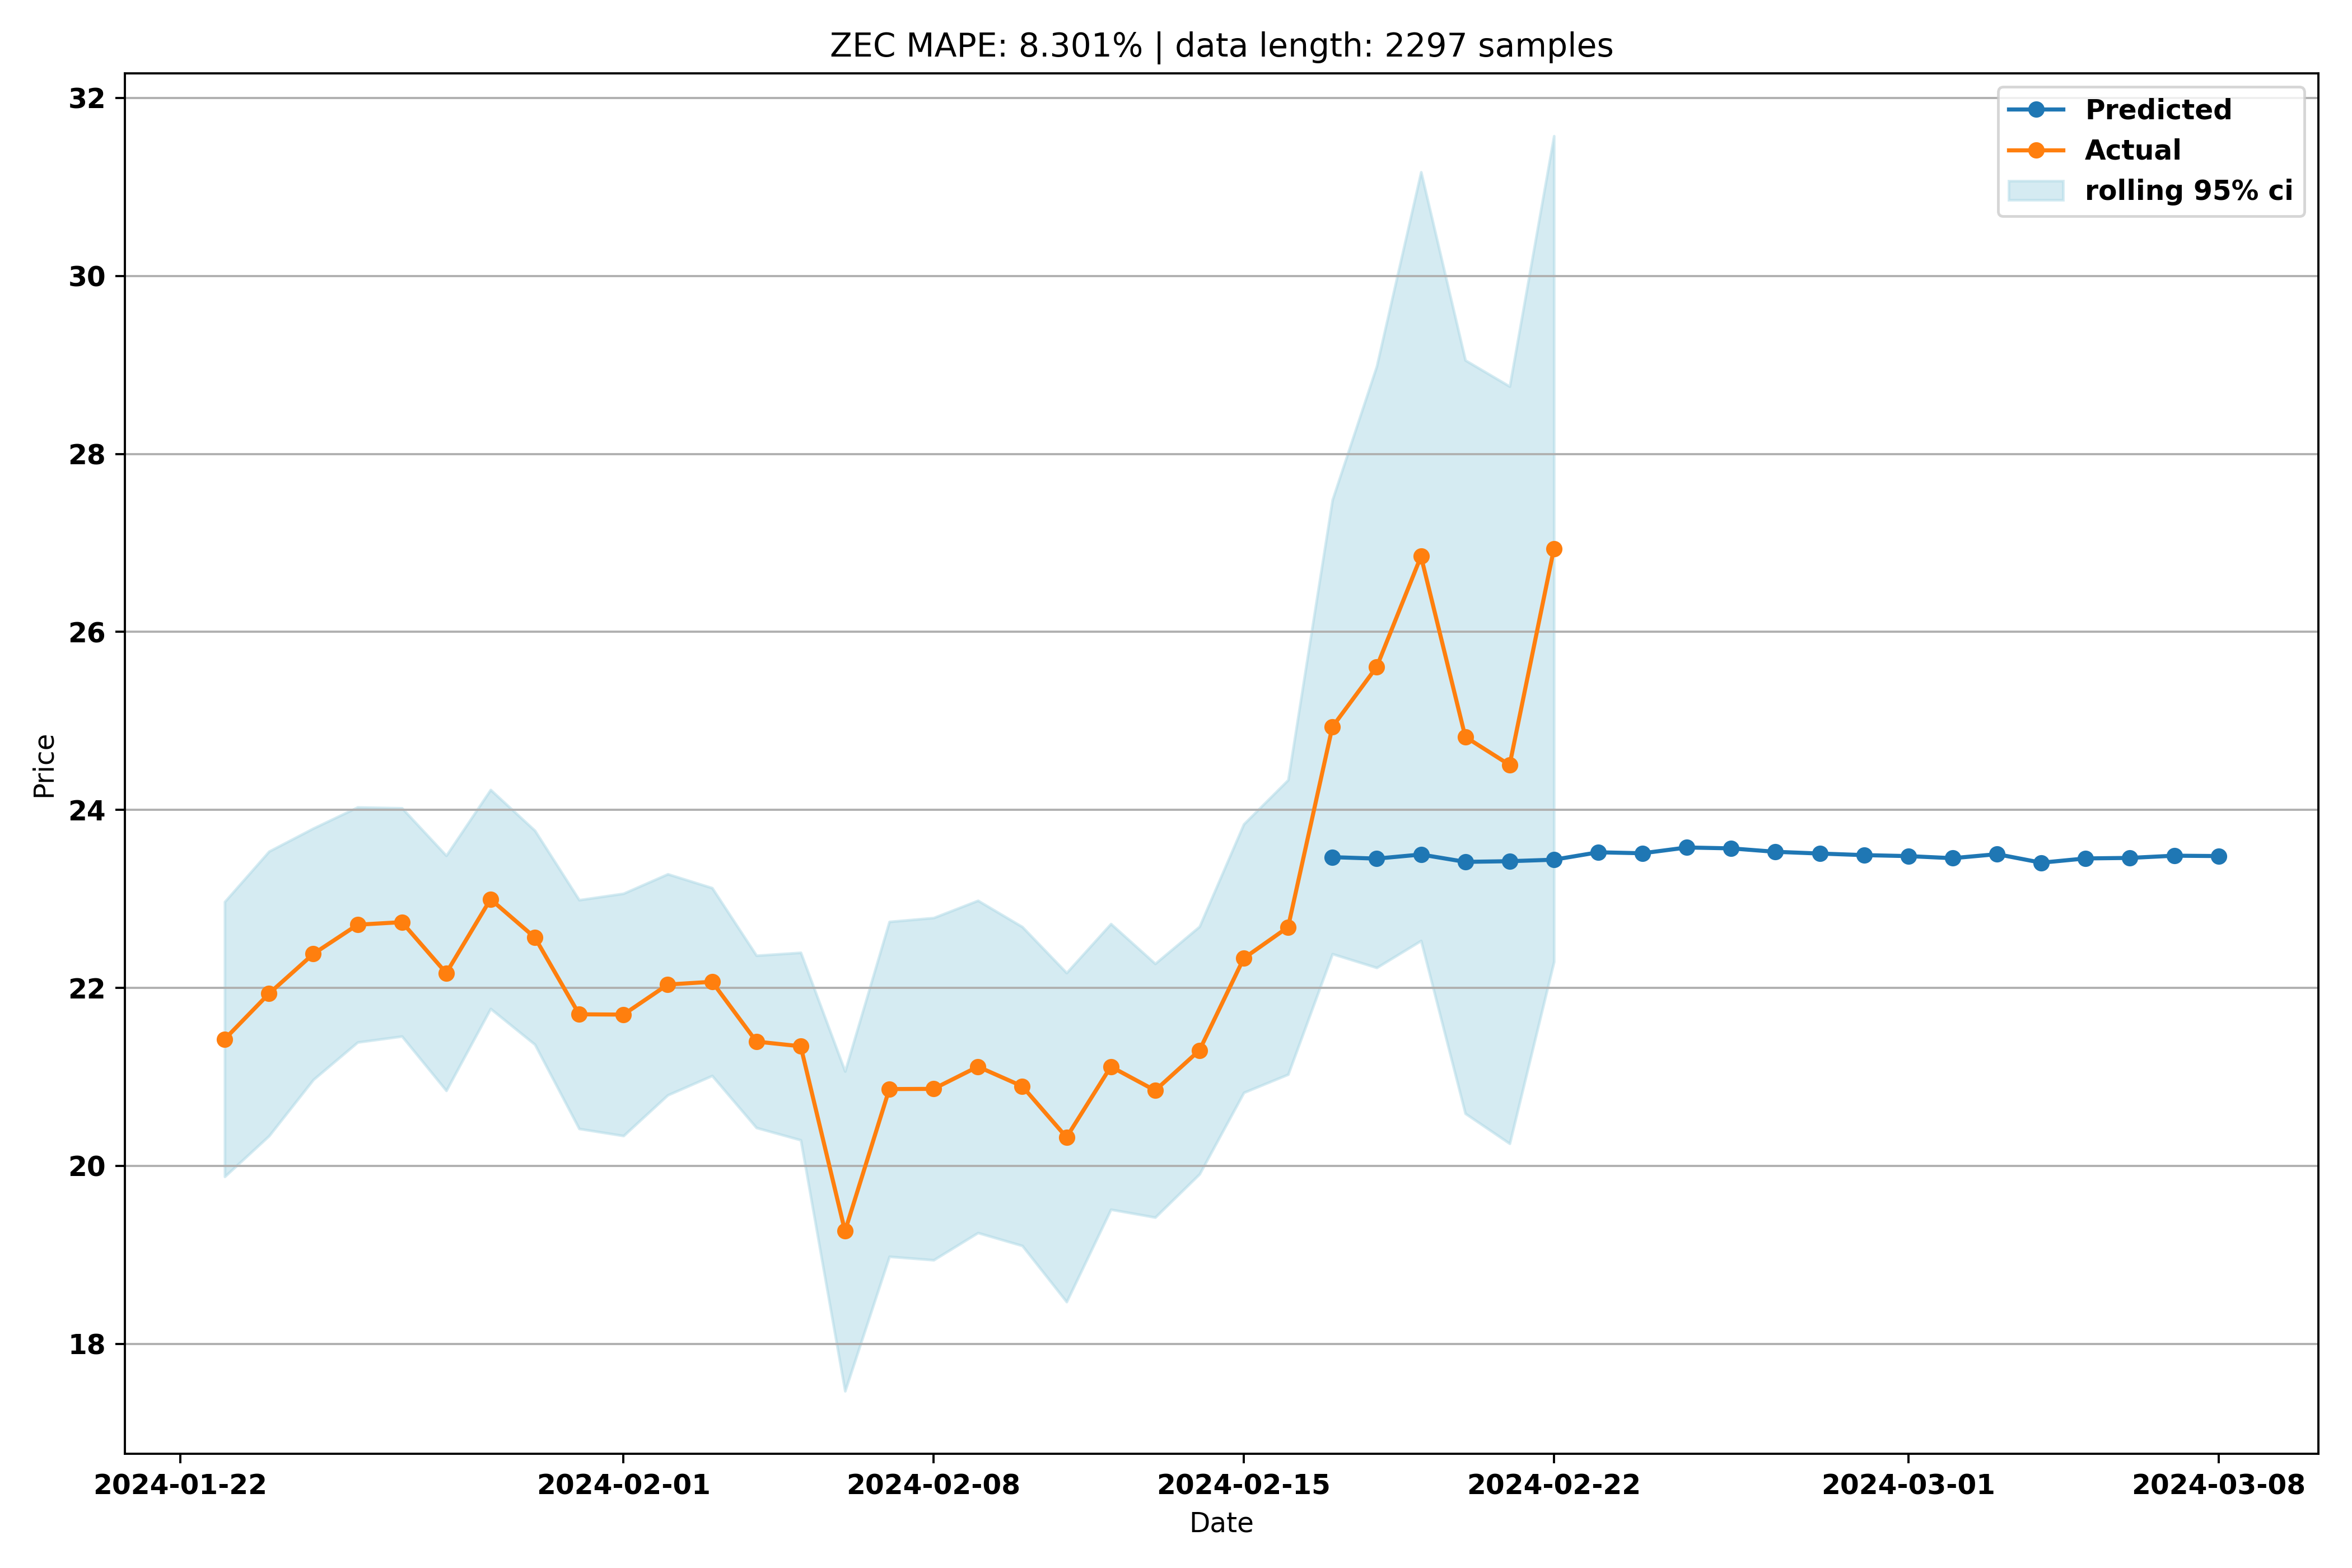 ZEC MAPE: 8.301% | data length: 2297 samples
Predicted
Actual
rolling 95% ci
32
30
28
26
24
22
20
18
Price
2024-01-22
2024-02-01
2024-02-08
2024-02-15
2024-02-22
2024-03-01
2024-03-08
Date